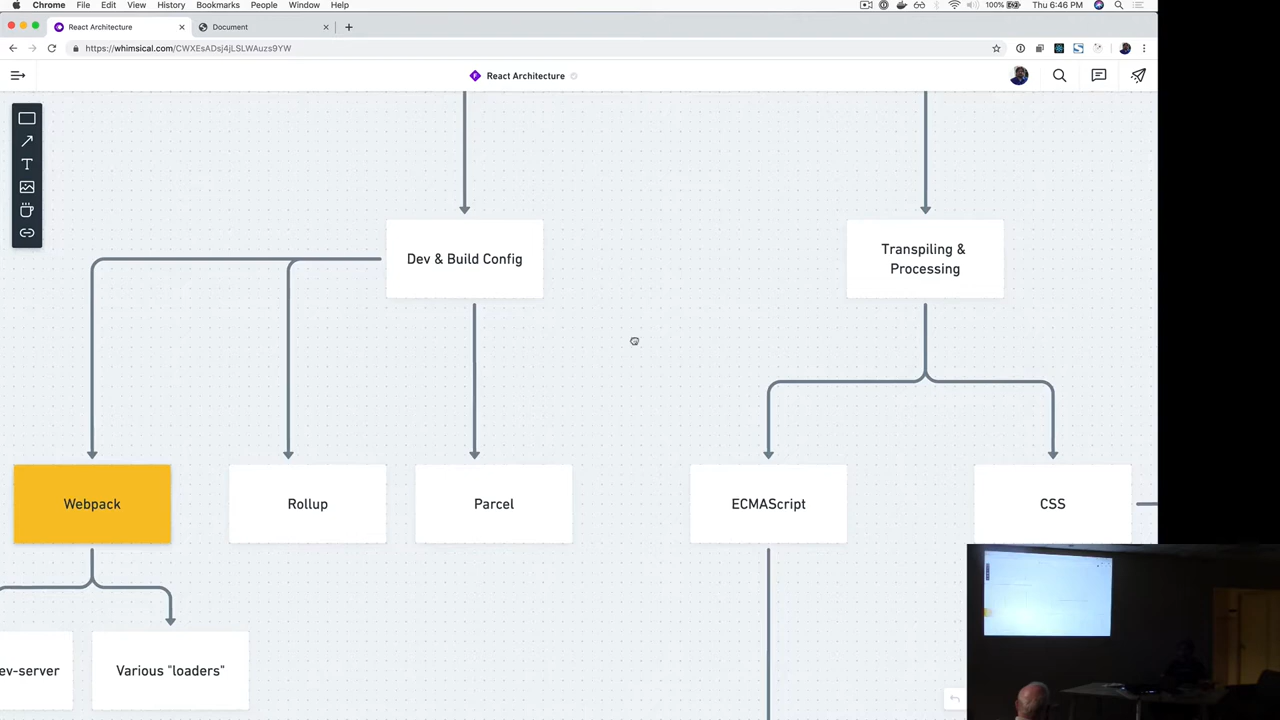 Chrome File Edit View History Bookmarks People Window Help
100% Thu 6:46 PM
React Architecture
Document
https://whimsical.com/CWXEsADsj4jLSLWAuzs9YW
React Architecture
T
Dev & Build Config
Transpiling &
Processing
Webpack
Rollup
Parcel
ECMAScript
CSS
ev-server
Various "loaders"